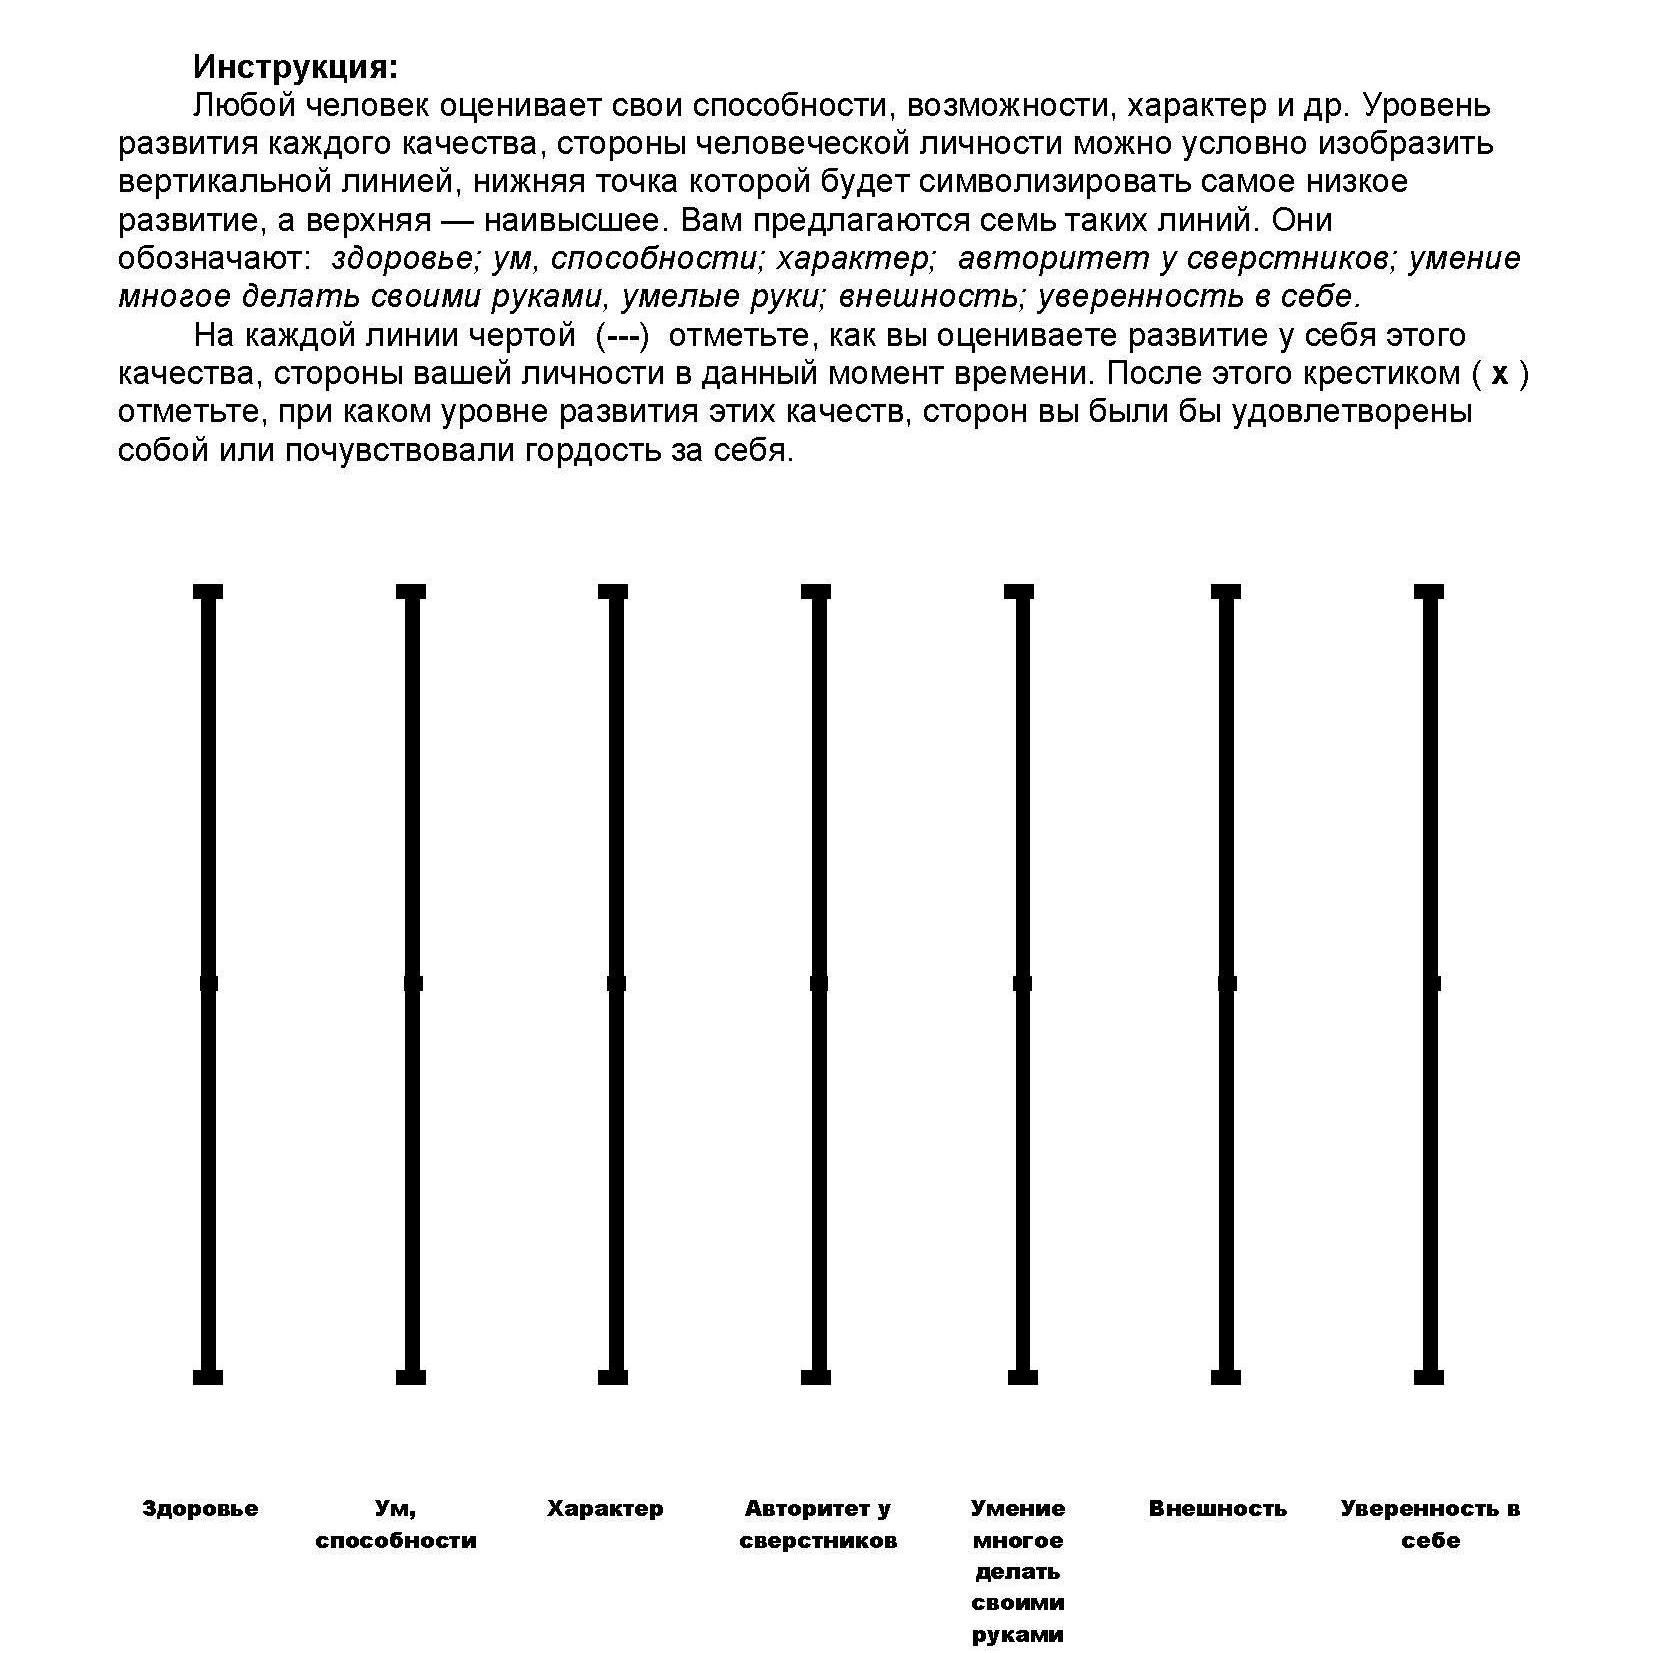 Инструкция:
Любой человек оценивает свои способности, возможности, характер и др. Уровень
развития каждого качества, стороны человеческой личности можно условно изобразить
вертикальной линией, нижняя точка которой будет символизировать самое низкое
развитие, а верхняя — наивысшее. Вам предлагаются семь таких линий. Они
обозначают: здоровье; ум, способности; характер; авторитет у сверстников; умение
многое делать своими руками, умелые руки; внешность; уверенность в себе.
На каждой линии чертой (---) отметьте, как вы оцениваете развитие у себя этого
качества, стороны вашей личности в данный момент времени. После этого крестиком ( х )
отметьте, при каком уровне развития этих качеств, сторон вы были бы удовлетворены
собой или почувствовали гордость за себя.
Здоровье
Ум,
способности
Характер
Авторитет у
сверстников
Умение
многое
делать
своими
руками
Внешность
Уверенность в
себе